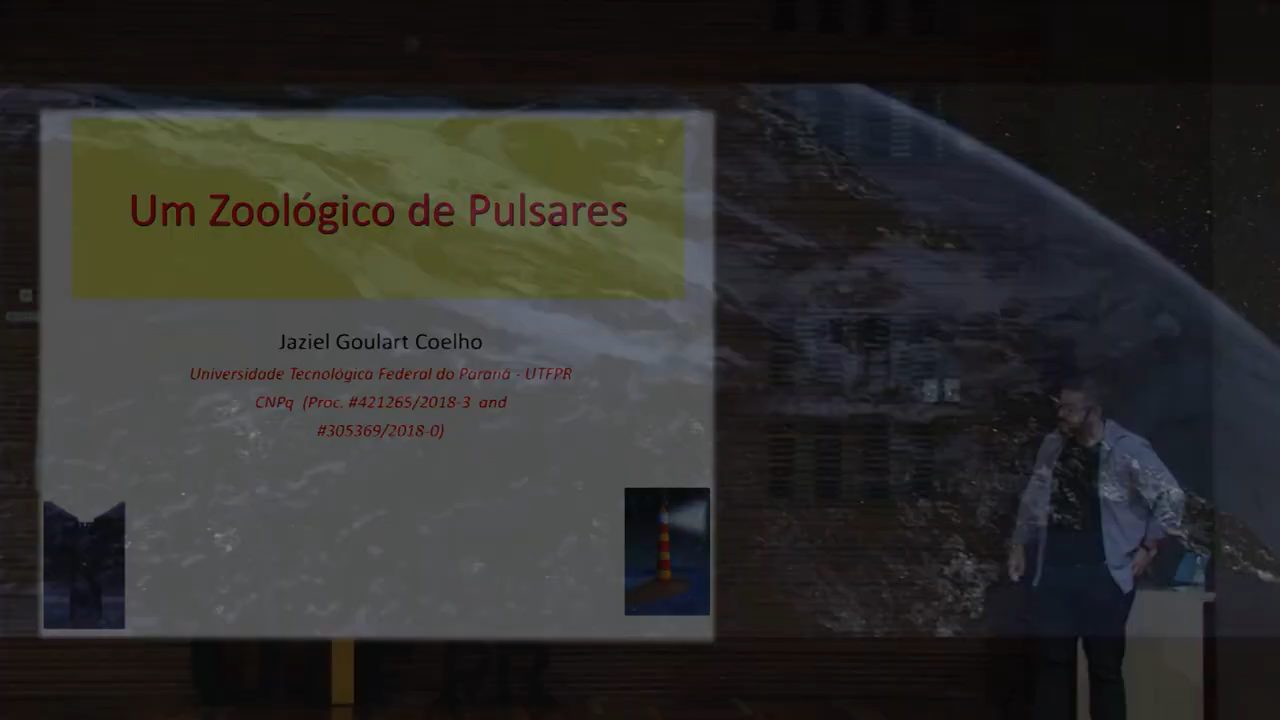 Um Zoológico de Pulsares
Jaziel Goulart Coelho
Universidade Tecnológica Federal do Paraná - UTFPR
CNPq (Proc. #421265/2018-3 and
#305369/2018-0)